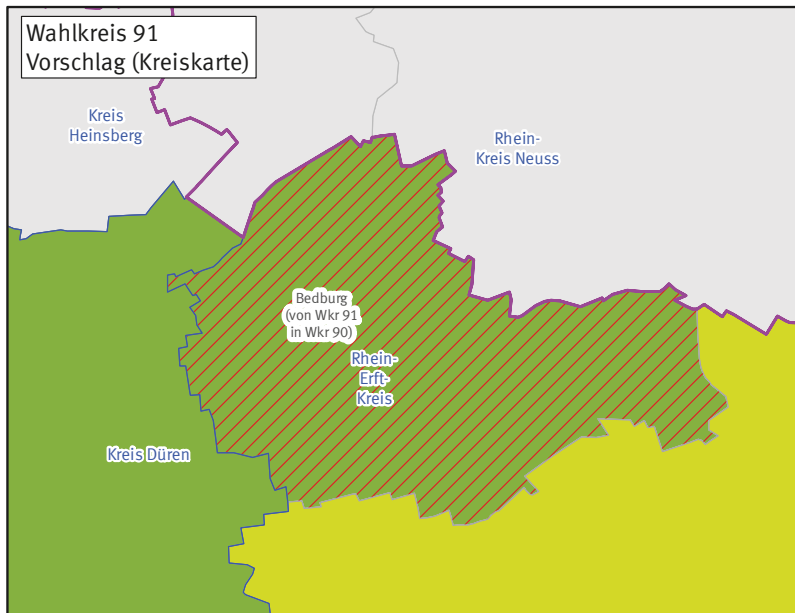 Wahlkreis 91
Vorschlag (Kreiskarte)
Kreis
Heinsberg
Rhein-
Kreis Neuss
Bedburg
(von Wkr 91
in Wkr 90)
Rhein-
Erft-
Kreis
Kreis Düren